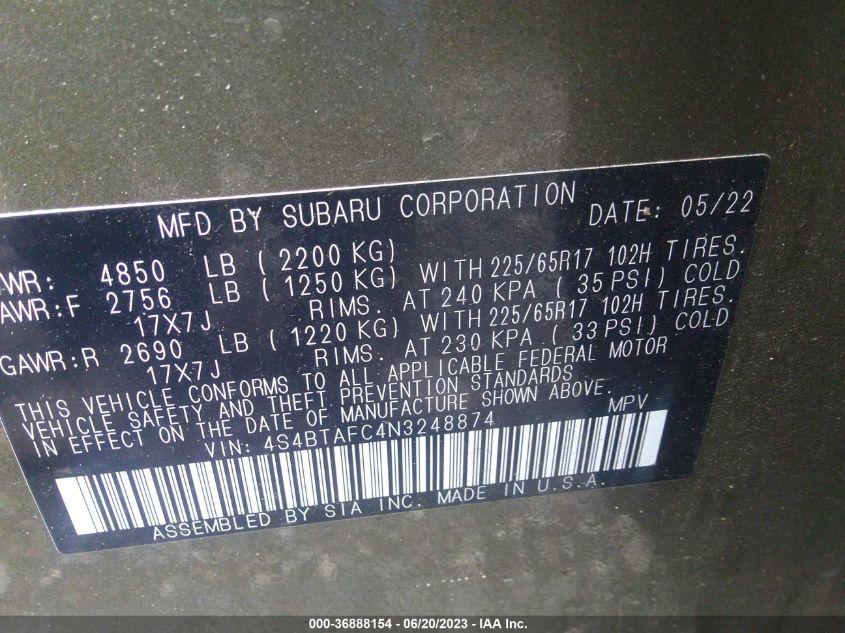 MFD BY SUBARU CORPORATION DATE: 05/22
AWR: 4850 LB ( 2200 KG)
AWR:F 2756 LB ( 1250 KG) WITH 225/65R17 102H TIRES.
17X7J RIMS. AT 240 KPA ( 35 PSI) COLD
GAWR:R 2690 LB ( 1220 KG) WITH 225/65R17 102H TIRES.
17X7J RIMS. AT 230 KPA ( 33 PSI) COLD
THIS VEHICLE CONFORMS TO ALL APPLICABLE FEDERAL MOTOR
VEHICLE SAFETY AND THEFT PREVENTION STANDARDS
IN EFFECT ON THE DATE OF MANUFACTURE SHOWN ABOVE.
VIN: 4S4BTAFC4N3248874 MPV
ASSEMBLED BY SIA INC. MADE IN U.S.A.
000-36888154 - 06/20/2023 - IAA Inc.